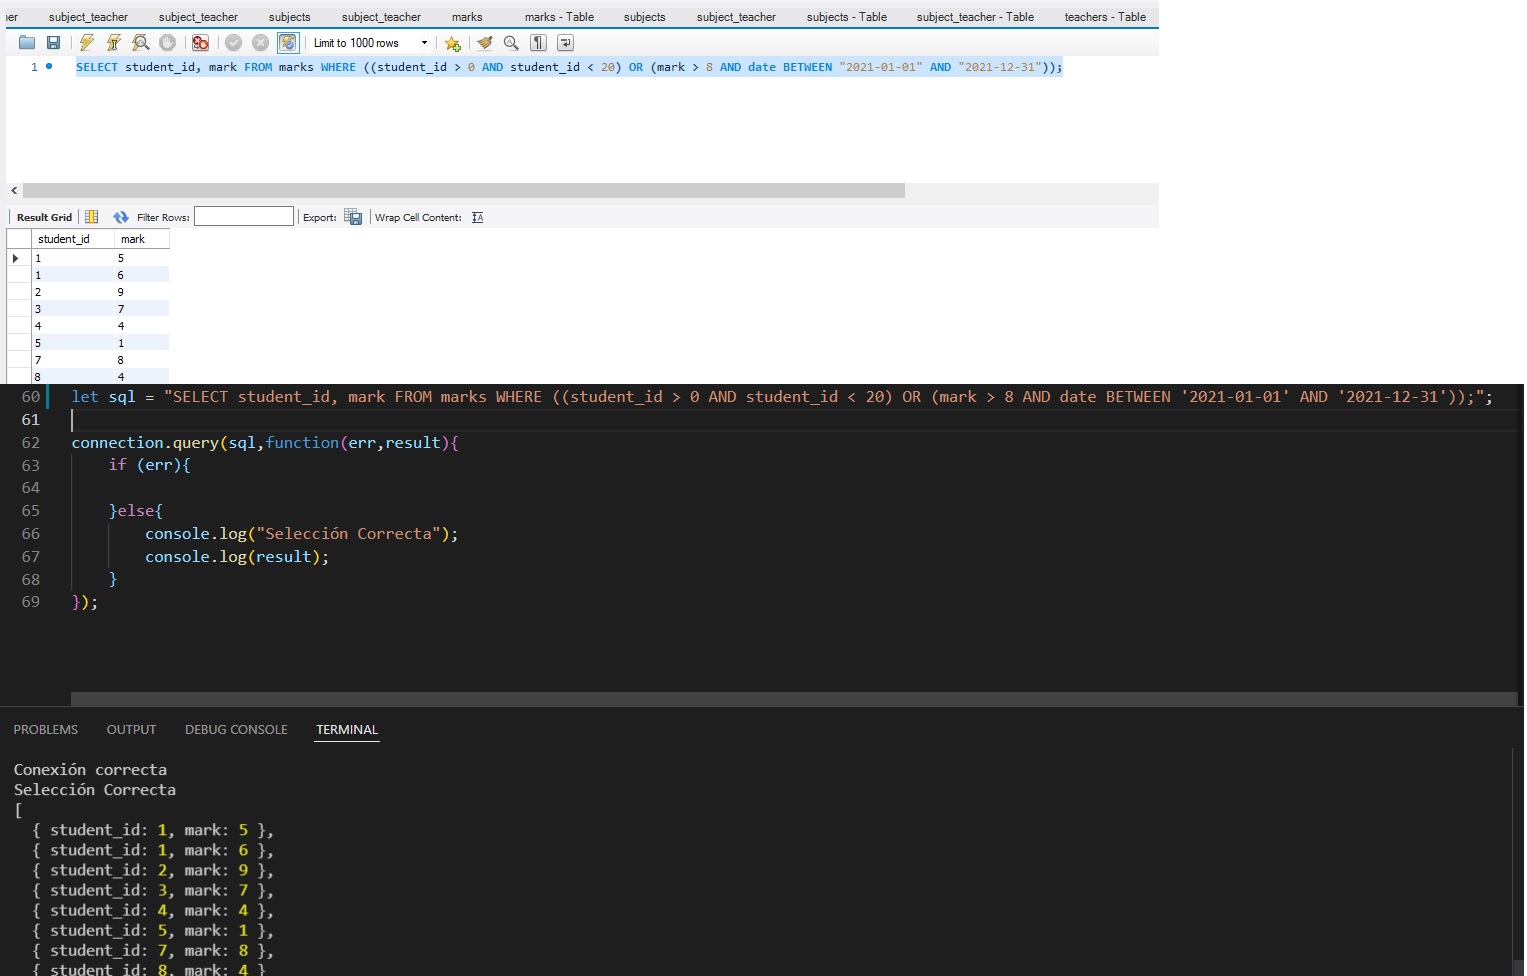 er subject_teacher subject_teacher subjects subject_teacher marks marks - Table subjects subject_teacher subjects - Table subject_teacher - Table teachers - Table
Limit to 1000 rows
1 SELECT student_id, mark FROM marks WHERE ((student_id > 0 AND student_id < 20) OR (mark > 8 AND date BETWEEN "2021-01-01" AND "2021-12-31"));
Result Grid Filter Rows: Export: Wrap Cell Content:
student_id mark
1 5
1 6
2 9
3 7
4 4
5 1
7 8
8 4
60 let sql = "SELECT student_id, mark FROM marks WHERE ((student_id > 0 AND student_id < 20) OR (mark > 8 AND date BETWEEN '2021-01-01' AND '2021-12-31'));";
61
62 connection.query(sql,function(err,result){
63 if (err){
64
65 }else{
66 console.log("Selección Correcta");
67 console.log(result);
68 }
69 });
PROBLEMS OUTPUT DEBUG CONSOLE TERMINAL
Conexión correcta
Selección Correcta
[
{ student_id: 1, mark: 5 },
{ student_id: 1, mark: 6 },
{ student_id: 2, mark: 9 },
{ student_id: 3, mark: 7 },
{ student_id: 4, mark: 4 },
{ student_id: 5, mark: 1 },
{ student_id: 7, mark: 8 },
{ student_id: 8, mark: 4 }